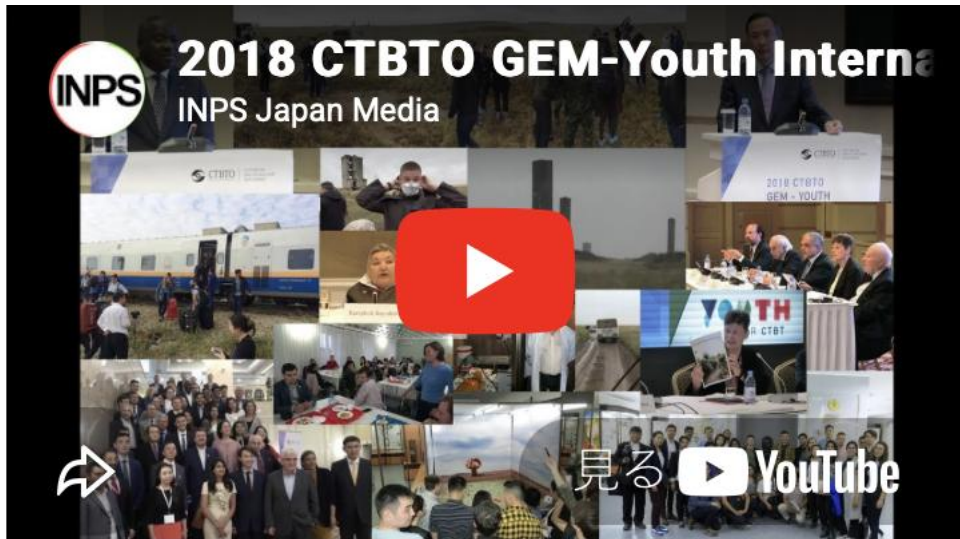 2018 CTBTO GEM-Youth Interna
INPS
INPS Japan Media
CTBTO
CTBTO
2018 CTBTO
GEM - YOUTH
YOUTH
R CTBT
見る YouTube